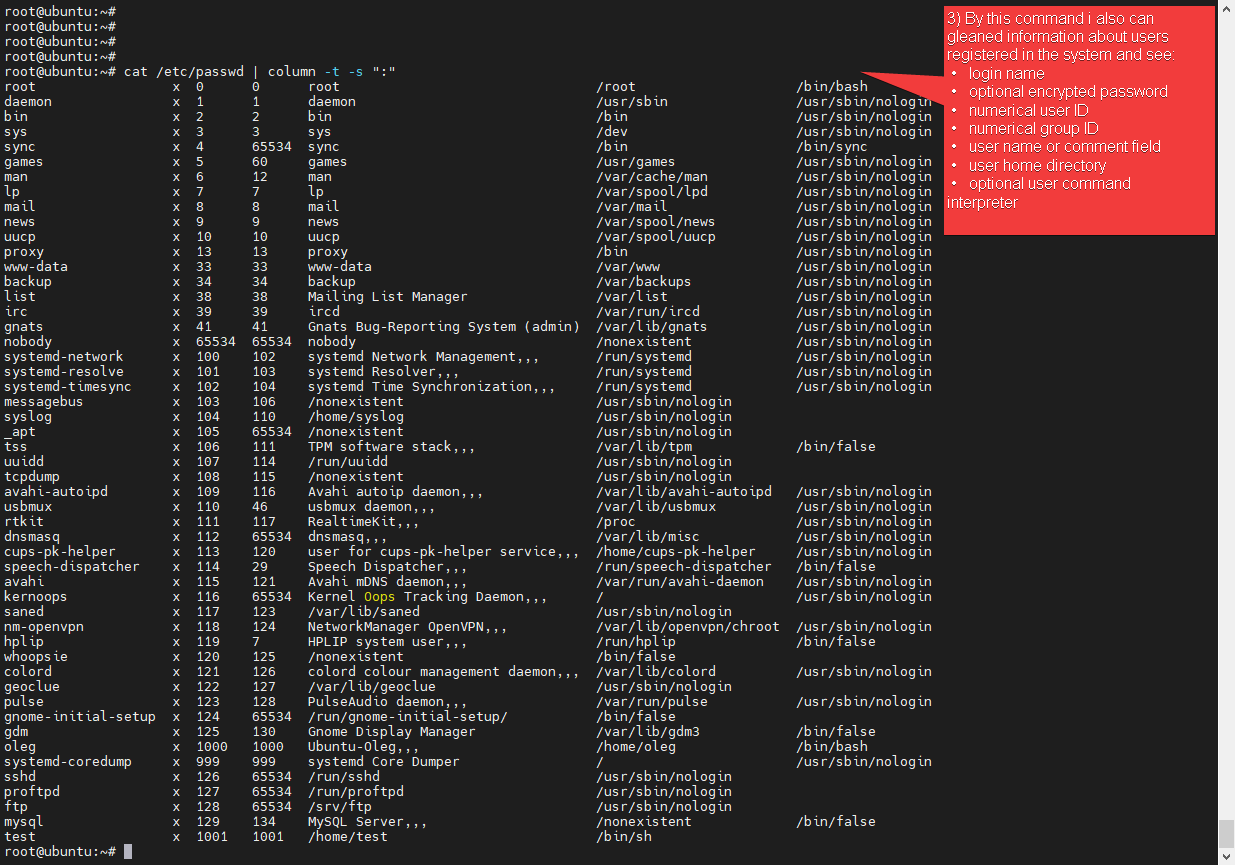 root@ubuntu:~#
root@ubuntu:~#
root@ubuntu:~#
root@ubuntu:~#
root@ubuntu:~# cat /etc/passwd | column -t -s ":"
root x 0 0 root /root /bin/bash
daemon x 1 1 daemon /usr/sbin /usr/sbin/nologin
bin x 2 2 bin /bin /usr/sbin/nologin
sys x 3 3 sys /dev /usr/sbin/nologin
sync x 4 65534 sync /bin /bin/sync
games x 5 60 games /usr/games /usr/sbin/nologin
man x 6 12 man /var/cache/man /usr/sbin/nologin
lp x 7 7 lp /var/spool/lpd /usr/sbin/nologin
mail x 8 8 mail /var/mail /usr/sbin/nologin
news x 9 9 news /var/spool/news /usr/sbin/nologin
uucp x 10 10 uucp /var/spool/uucp /usr/sbin/nologin
proxy x 13 13 proxy /bin /usr/sbin/nologin
www-data x 33 33 www-data /var/www /usr/sbin/nologin
backup x 34 34 backup /var/backups /usr/sbin/nologin
list x 38 38 Mailing List Manager /var/list /usr/sbin/nologin
irc x 39 39 ircd /var/run/ircd /usr/sbin/nologin
gnats x 41 41 Gnats Bug-Reporting System (admin) /var/lib/gnats /usr/sbin/nologin
nobody x 65534 65534 nobody /nonexistent /usr/sbin/nologin
systemd-network x 100 102 systemd Network Management,,, /run/systemd /usr/sbin/nologin
systemd-resolve x 101 103 systemd Resolver,,, /run/systemd /usr/sbin/nologin
systemd-timesync x 102 104 systemd Time Synchronization,,, /run/systemd /usr/sbin/nologin
messagebus x 103 106 /nonexistent /usr/sbin/nologin
syslog x 104 110 /home/syslog /usr/sbin/nologin
_apt x 105 65534 /nonexistent /usr/sbin/nologin
tss x 106 111 TPM software stack,,, /var/lib/tpm /bin/false
uuidd x 107 114 /run/uuidd /usr/sbin/nologin
tcpdump x 108 115 /nonexistent /usr/sbin/nologin
avahi-autoipd x 109 116 Avahi autoip daemon,,, /var/lib/avahi-autoipd /usr/sbin/nologin
usbmux x 110 46 usbmux daemon,,, /var/lib/usbmux /usr/sbin/nologin
rtkit x 111 117 RealtimeKit,,, /proc /usr/sbin/nologin
dnsmasq x 112 65534 dnsmasq,,, /var/lib/misc /usr/sbin/nologin
cups-pk-helper x 113 120 user for cups-pk-helper service,,, /home/cups-pk-helper /usr/sbin/nologin
speech-dispatcher x 114 29 Speech Dispatcher,,, /run/speech-dispatcher /bin/false
avahi x 115 121 Avahi mDNS daemon,,, /var/run/avahi-daemon /usr/sbin/nologin
kernoops x 116 65534 Kernel Oops Tracking Daemon,,, / /usr/sbin/nologin
saned x 117 123 /var/lib/saned /usr/sbin/nologin
nm-openvpn x 118 124 NetworkManager OpenVPN,,, /var/lib/openvpn/chroot /usr/sbin/nologin
hplip x 119 7 HPLIP system user,,, /run/hplip /bin/false
whoopsie x 120 125 /nonexistent /bin/false
colord x 121 126 colord colour management daemon,,, /var/lib/colord /usr/sbin/nologin
geoclue x 122 127 /var/lib/geoclue /usr/sbin/nologin
pulse x 123 128 PulseAudio daemon,,, /var/run/pulse /usr/sbin/nologin
gnome-initial-setup x 124 65534 /run/gnome-initial-setup/ /bin/false
gdm x 125 130 Gnome Display Manager /var/lib/gdm3 /bin/false
oleg x 1000 1000 Ubuntu-Oleg,,, /home/oleg /bin/bash
systemd-coredump x 999 999 systemd Core Dumper / /usr/sbin/nologin
sshd x 126 65534 /run/sshd /usr/sbin/nologin
proftpd x 127 65534 /run/proftpd /usr/sbin/nologin
ftp x 128 65534 /srv/ftp /usr/sbin/nologin
mysql x 129 134 MySQL Server,,, /nonexistent /bin/false
test x 1001 1001 /home/test /bin/sh
root@ubuntu:~#
3) By this command i also can
gleaned information about users
registered in the system and see:
• login name
• optional encrypted password
• numerical user ID
• numerical group ID
• user name or comment field
• user home directory
• optional user command
interpreter